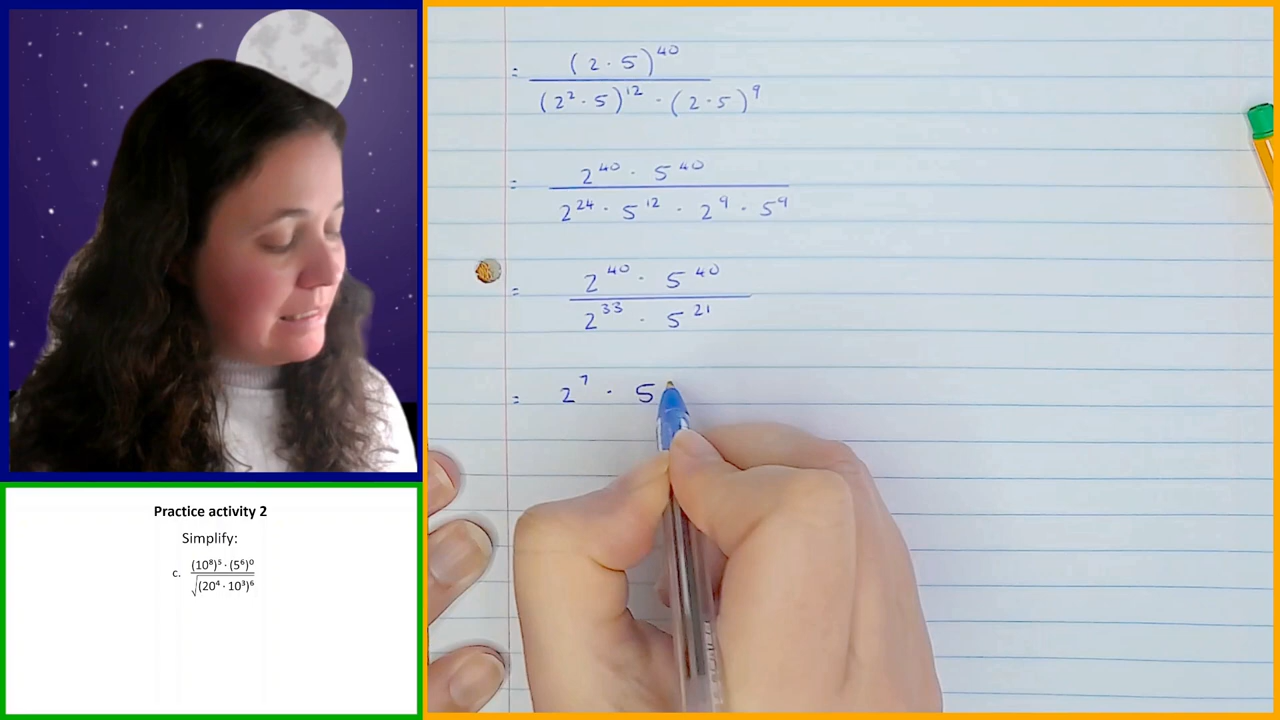 = (2 · 5)⁴⁰
(2² · 5)¹² · (2 · 5)⁹
= 2⁴⁰ · 5⁴⁰
2²⁴ · 5¹² · 2⁹ · 5⁹
= 2⁴⁰ · 5⁴⁰
2³³ · 5²¹
= 2⁷ · 5
Practice activity 2
Simplify:
c. (10⁸)⁵ · (5⁶)⁰
√(20⁴ · 10³)⁶